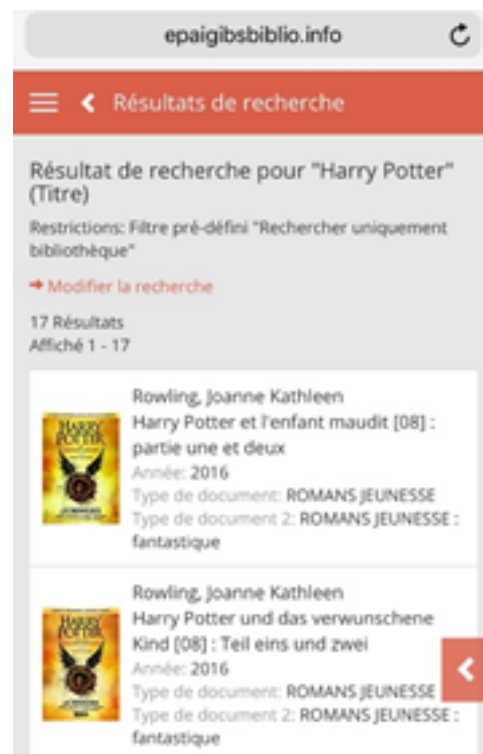 epaigibsbiblio.info
Résultats de recherche
Résultat de recherche pour "Harry Potter"
(Titre)
Restrictions: Filtre pré-défini "Rechercher uniquement
bibliothèque"
Modifier la recherche
17 Résultats
Affiché 1 - 17
Rowling, Joanne Kathleen
Harry Potter et l'enfant maudit [08] :
partie une et deux
Année: 2016
Type de document: ROMANS JEUNESSE
Type de document 2: ROMANS JEUNESSE :
fantastique
HARRY
POTTER
Rowling, Joanne Kathleen
Harry Potter und das verwunschene
Kind [08] : Teil eins und zwei
Année: 2016
Type de document: ROMANS JEUNESSE
Type de document 2: ROMANS JEUNESSE :
fantastique
HARRY
POTTER